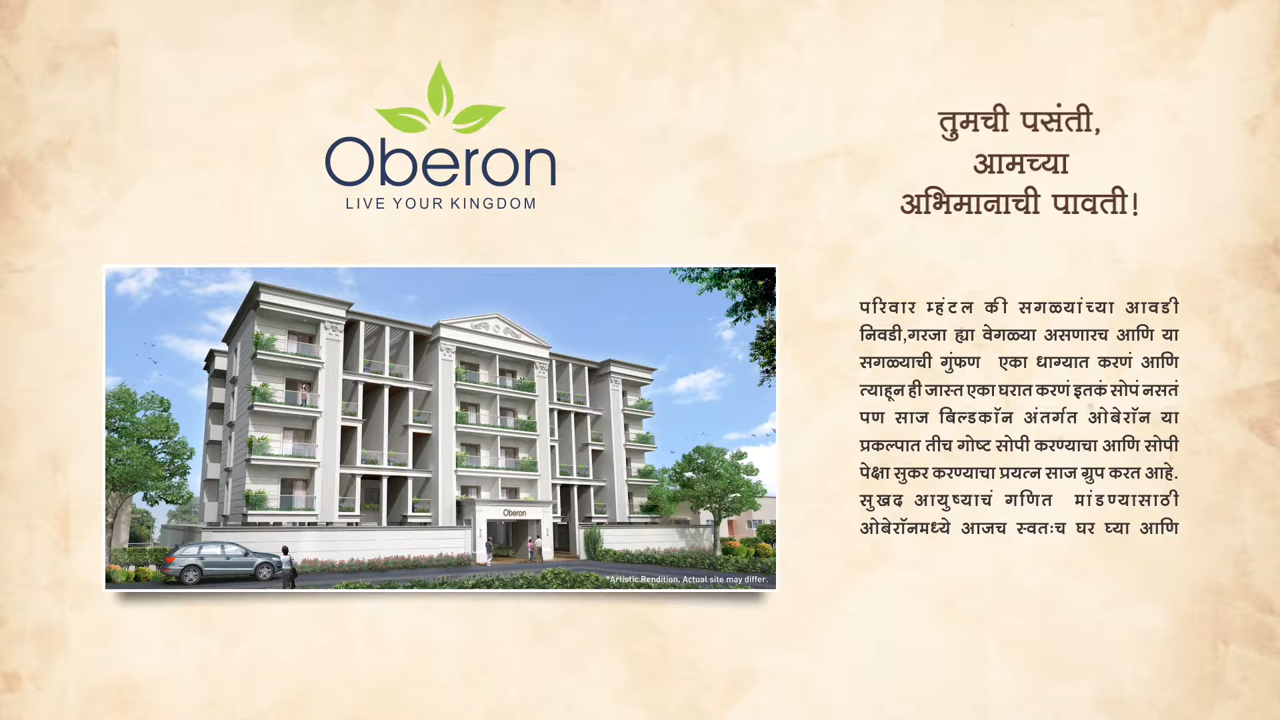 Oberon
LIVE YOUR KINGDOM
तुमची पसंती,
आमच्या
अभिमानाची पावती!
Oberon
*Artistic Rendition. Actual site may differ.
परिवार म्हंटल की सगळ्यांच्या आवडी
निवडी,गरजा ह्या वेगळ्या असणारच आणि या
सगळ्याची गुंफण एका धाग्यात करणं आणि
त्याहून ही जास्त एका घरात करणं इतकं सोपं नसतं
पण साज बिल्डकॉन अंतर्गत ओबेरॉन या
प्रकल्पात तीच गोष्ट सोपी करण्याचा आणि सोपी
पेक्षा सुकर करण्याचा प्रयत्न साज ग्रुप करत आहे.
सुखद आयुष्याचं गणित मांडण्यासाठी
ओबेरॉनमध्ये आजच स्वतःच घर घ्या आणि